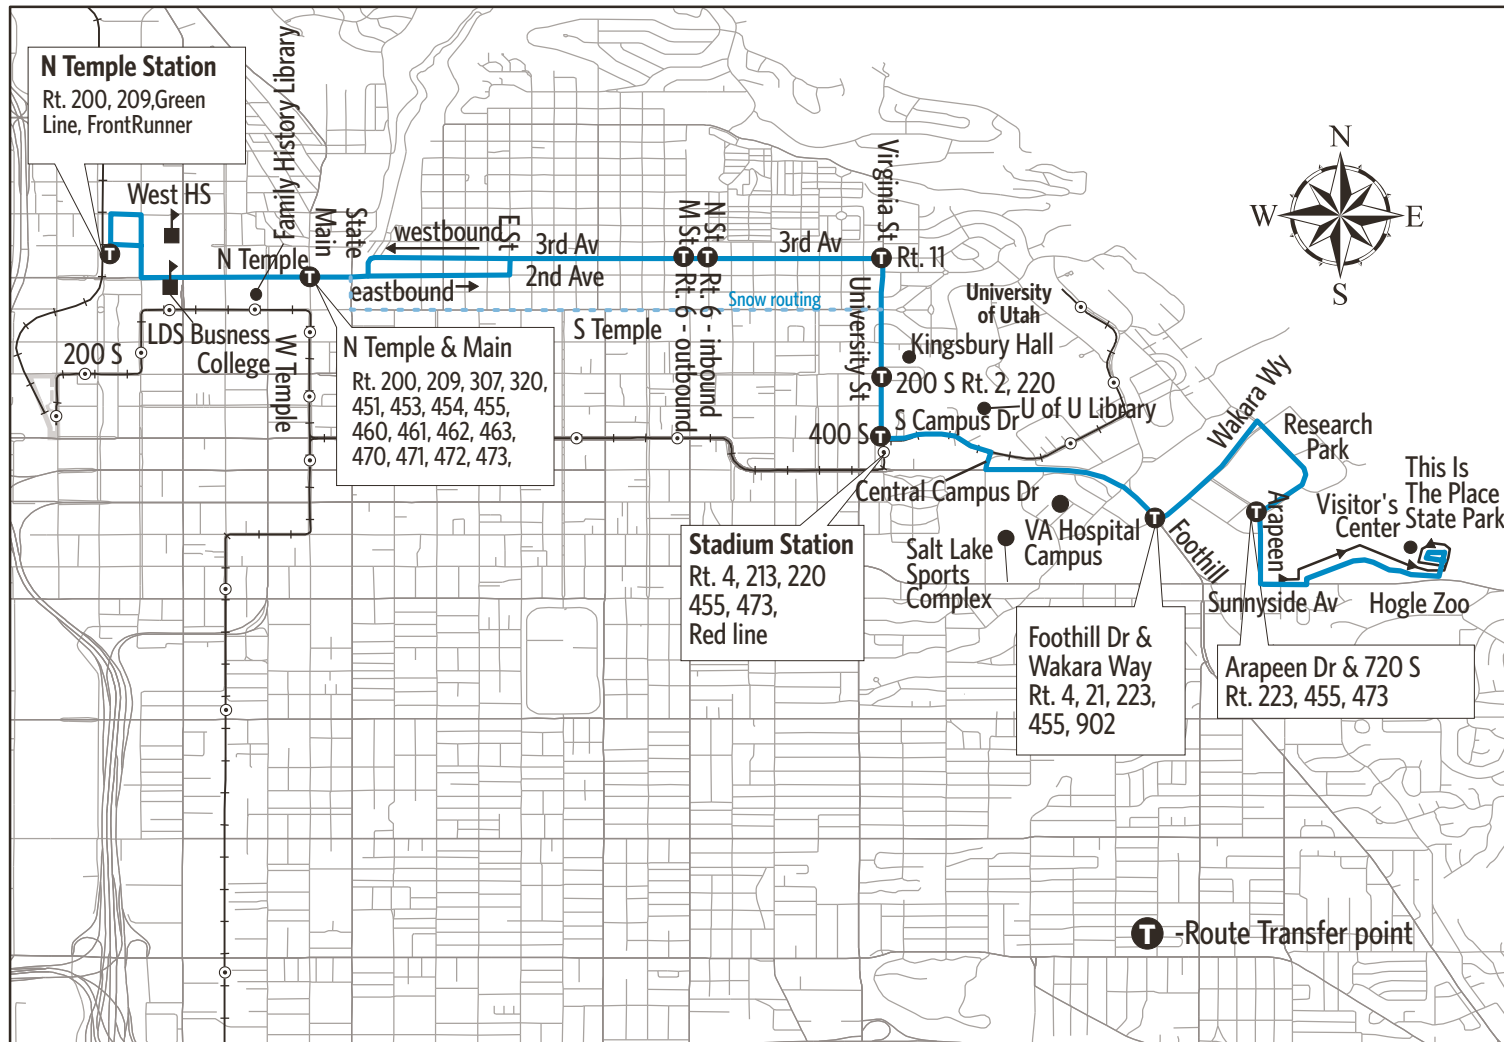 N Temple Station
Rt. 200, 209,Green
Line, FrontRunner
West HS
Family History Library
N Temple
Main
State
westbound
eastbound
E St
3rd Av
2nd Ave
M St
N St
Rt. 6 - outbound
Rt. 6 - inbound
3rd Av
Virginia St
Rt. 11
N
W
E
S
Snow routing
S Temple
University St
University
of Utah
Kingsbury Hall
200 S Rt. 2, 220
U of U Library
S Campus Dr
400 S
Central Campus Dr
LDS Busness
College
200 S
W Temple
N Temple & Main
Rt. 200, 209, 307, 320,
451, 453, 454, 455,
460, 461, 462, 463,
470, 471, 472, 473,
Stadium Station
Rt. 4, 213, 220
455, 473,
Red line
Salt Lake
Sports
Complex
VA Hospital
Campus
Foothill
Wakara Wy
Research
Park
Arapeen
Visitor's
Center
This Is
The Place
State Park
Sunnyside Av
Hogle Zoo
Foothill Dr &
Wakara Way
Rt. 4, 21, 223,
455, 902
Arapeen Dr & 720 S
Rt. 223, 455, 473
T
T
T
T
T
T
T
T
T
T -Route Transfer point